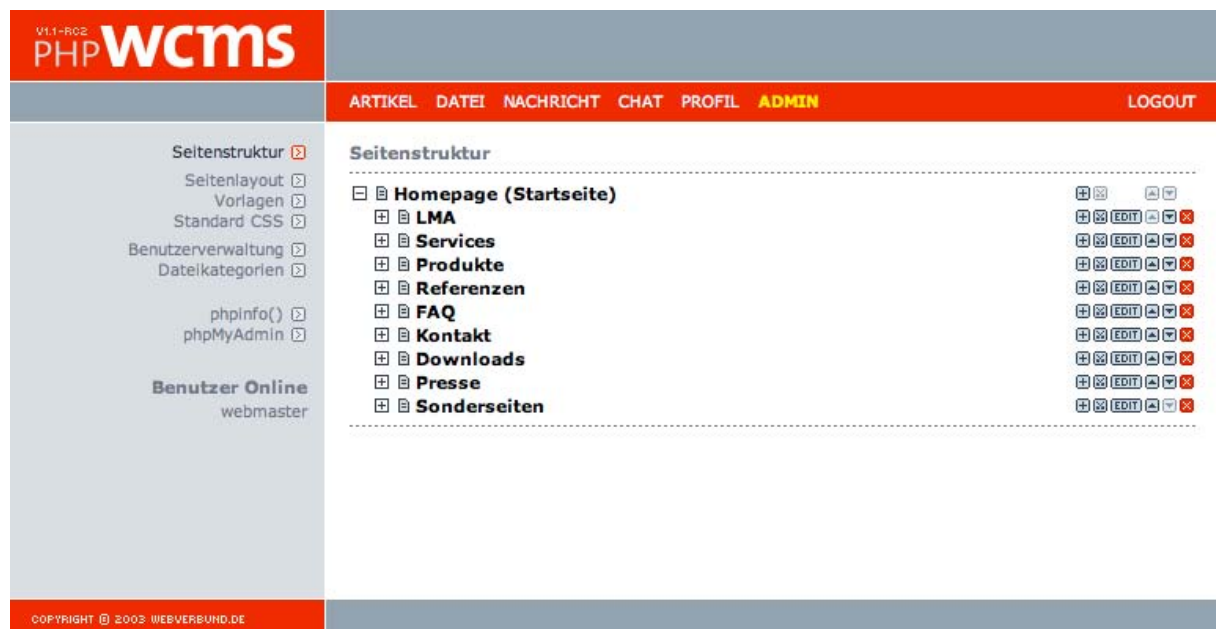 V1.1-RC2
PHPWCMS
ARTIKEL DATEI NACHRICHT CHAT PROFIL ADMIN LOGOUT
Seitenstruktur
Seitenlayout
Vorlagen
Standard CSS
Benutzerverwaltung
Dateikategorien
phpinfo()
phpMyAdmin
Benutzer Online
webmaster
Seitenstruktur
Homepage (Startseite)
LMA EDIT
Services EDIT
Produkte EDIT
Referenzen EDIT
FAQ EDIT
Kontakt EDIT
Downloads EDIT
Presse EDIT
Sonderseiten EDIT
COPYRIGHT © 2003 WEBVERBUND.DE